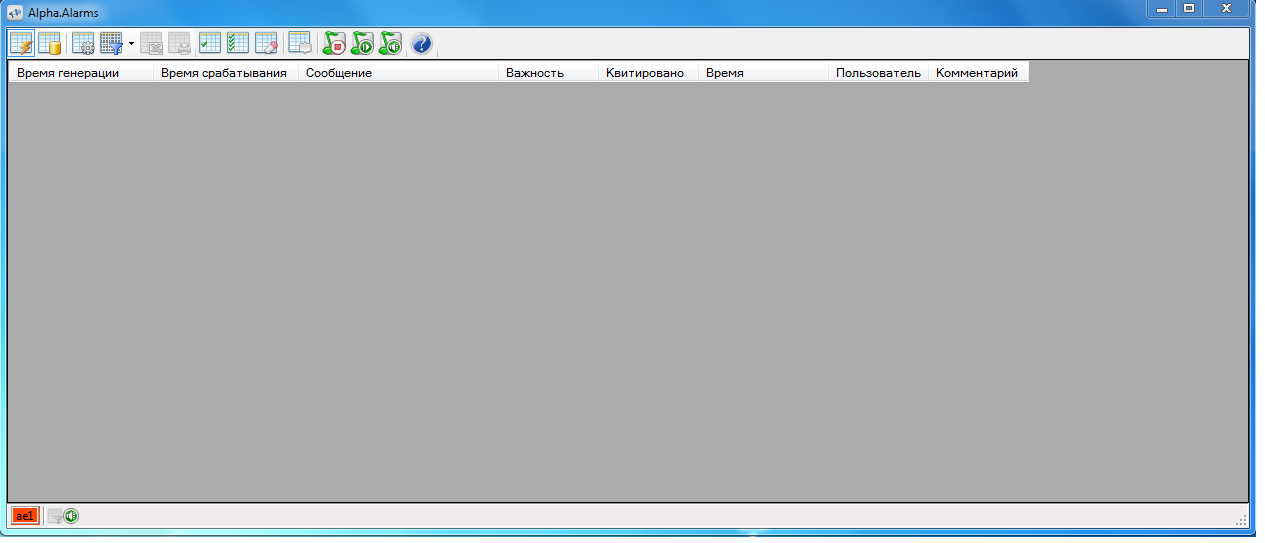 Alpha.Alarms
Время генерации Время срабатывания Сообщение Важность Квитировано Время Пользователь Комментарий
ae1